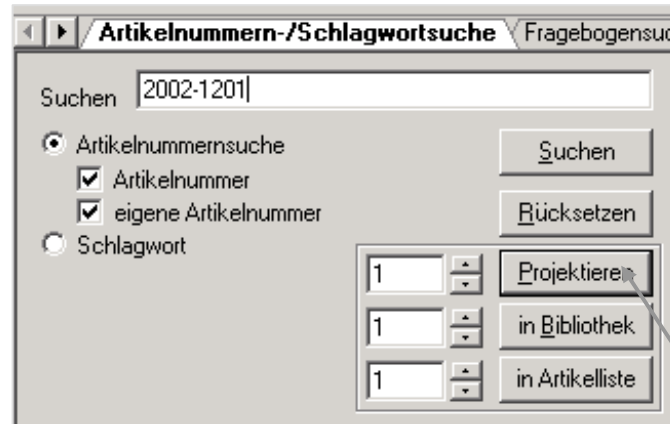 Artikelnummern-/Schlagwortsuche Fragebogensuc
Suchen 2002-1201
Artikelnummernsuche
Suchen
Artikelnummer
eigene Artikelnummer
Rücksetzen
Schlagwort
1 Projektieren
1 in Bibliothek
1 in Artikelliste